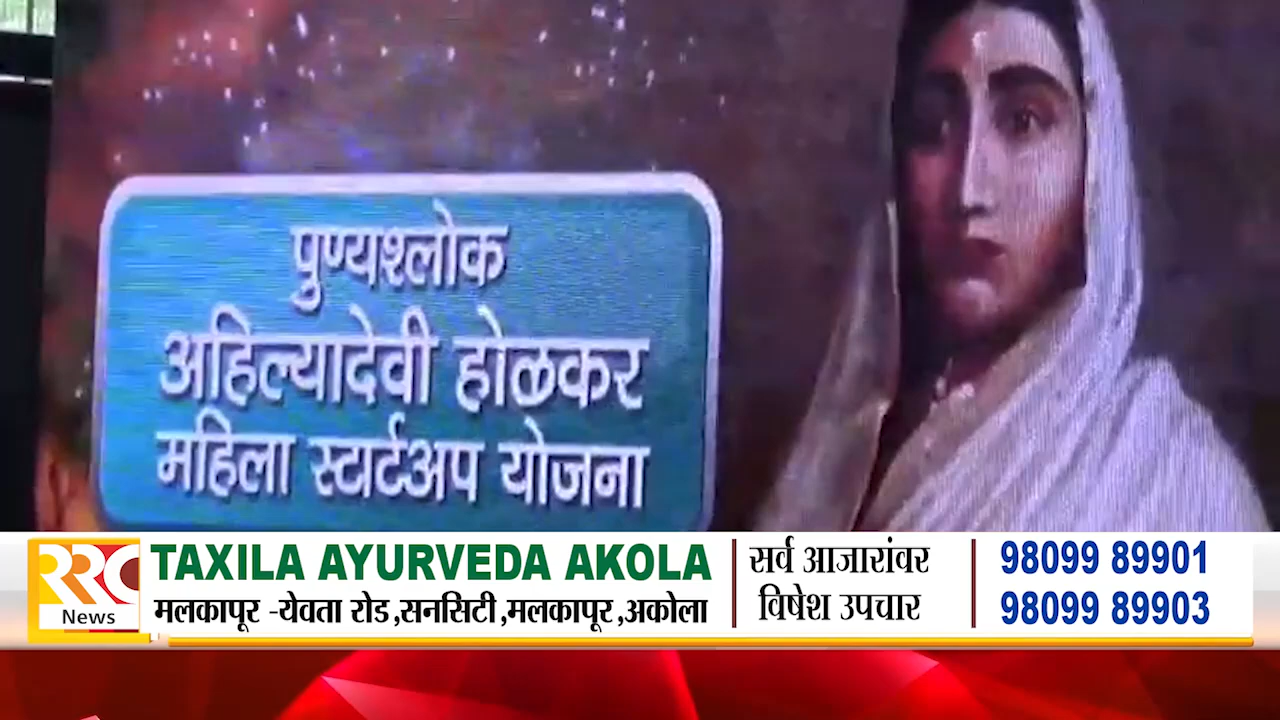 पुण्यश्लोक
अहिल्यादेवी होळकर
महिला स्टार्टअप योजना
RRC
News
TAXILA AYURVEDA AKOLA
मलकापूर -येवता रोड,सनसिटी,मलकापूर,अकोला
सर्व आजारांवर
विषेश उपचार
98099 89901
98099 89903